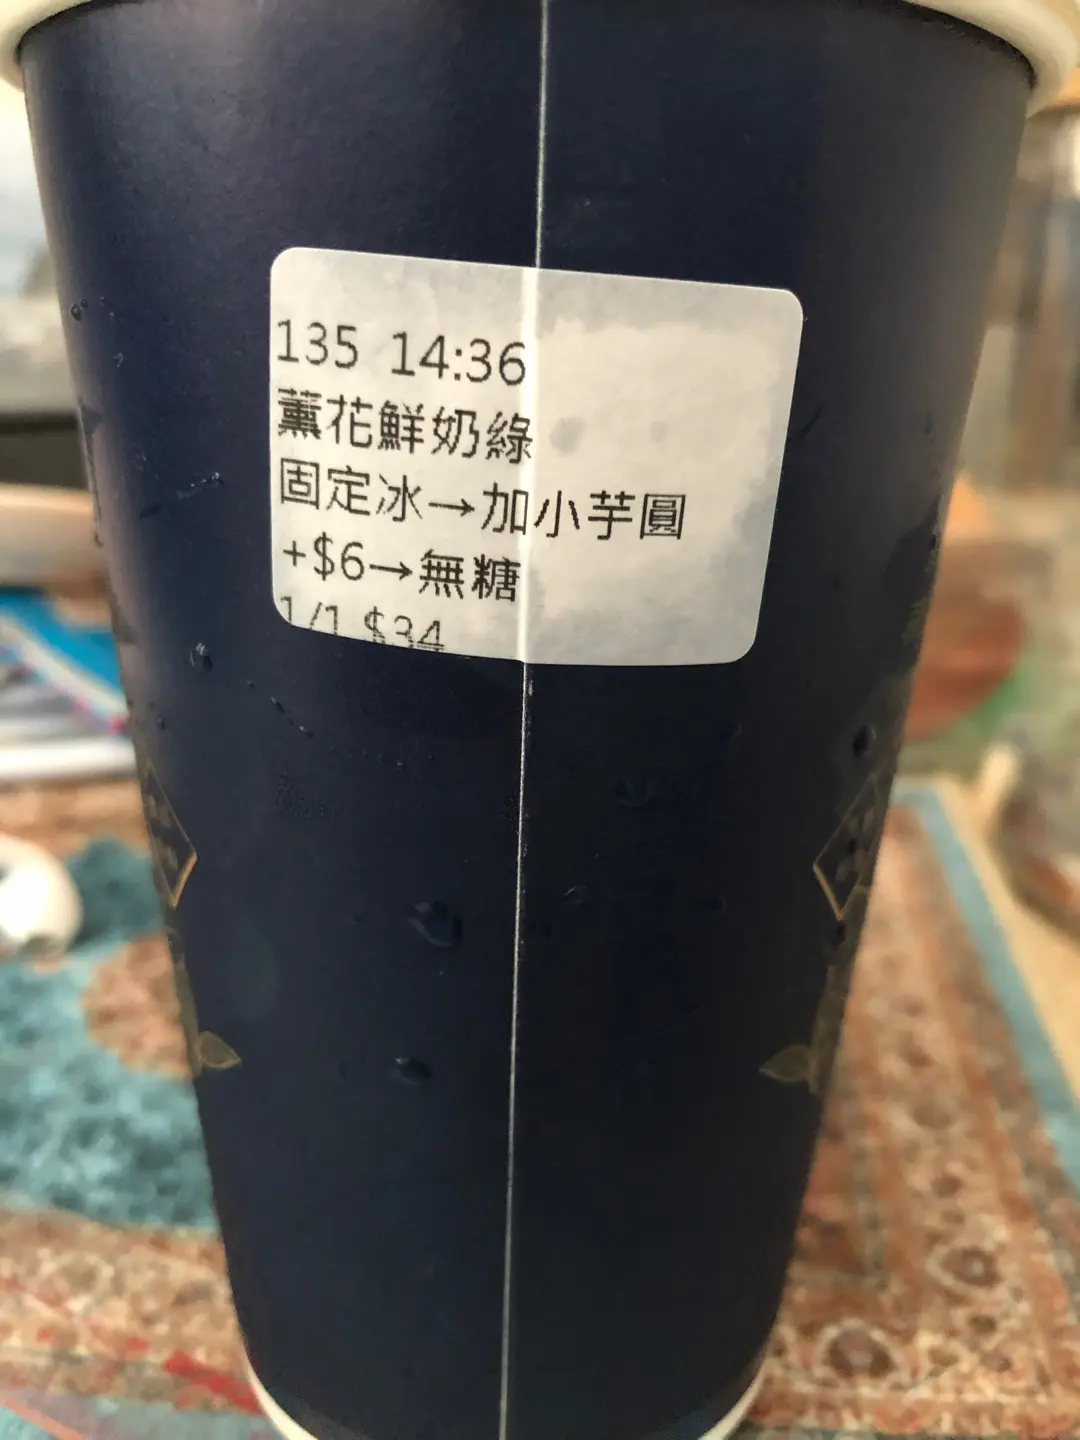 135 14:36
薰花鮮奶綠
固定冰→加小芋圓
+$6→無糖
1/1 $34